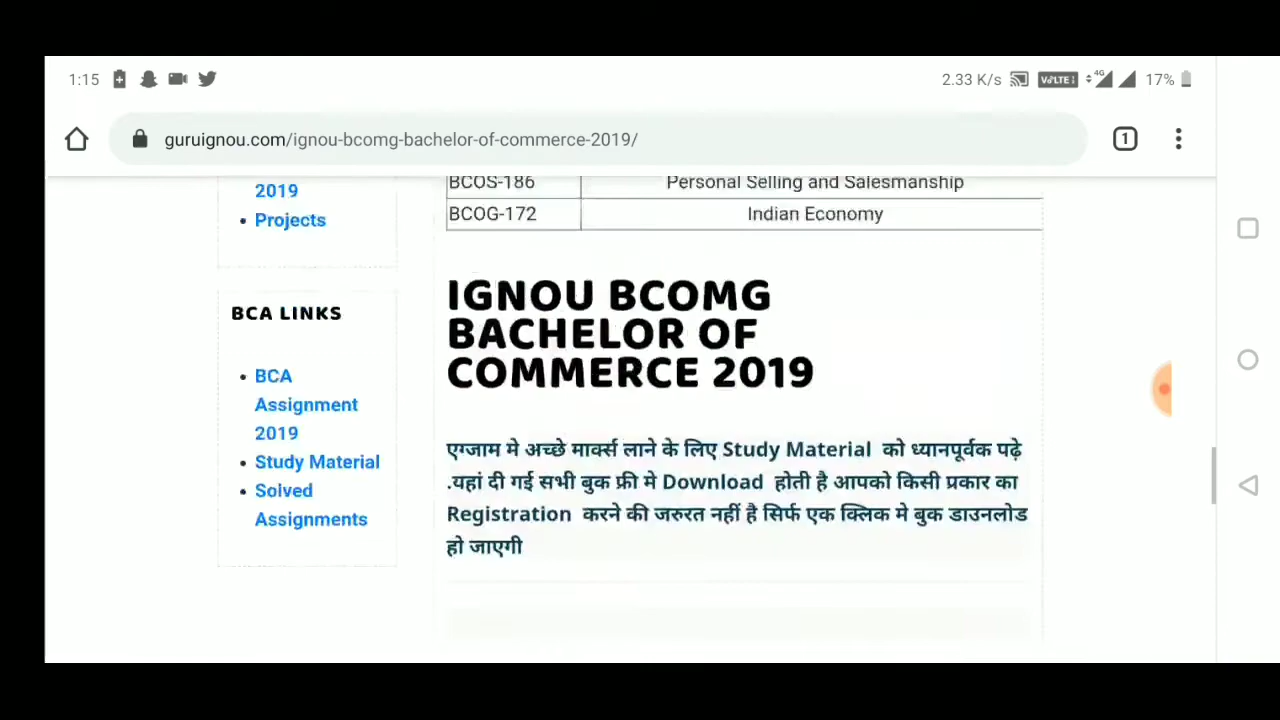 1:15
2.33 K/s
VoLTE
4G
17%
guruignou.com/ignou-bcomg-bachelor-of-commerce-2019/
1
2019
Projects
BCA LINKS
BCA
Assignment
2019
Study Material
Solved
Assignments
BCOS-186 Personal Selling and Salesmanship
BCOG-172 Indian Economy
IGNOU BCOMG
BACHELOR OF
COMMERCE 2019
एग्जाम मे अच्छे मार्क्स लाने के लिए Study Material को ध्यानपूर्वक पढ़े
.यहां दी गई सभी बुक फ्री मे Download होती है आपको किसी प्रकार का
Registration करने की जरुरत नहीं है सिर्फ एक क्लिक मे बुक डाउनलोड
हो जाएगी